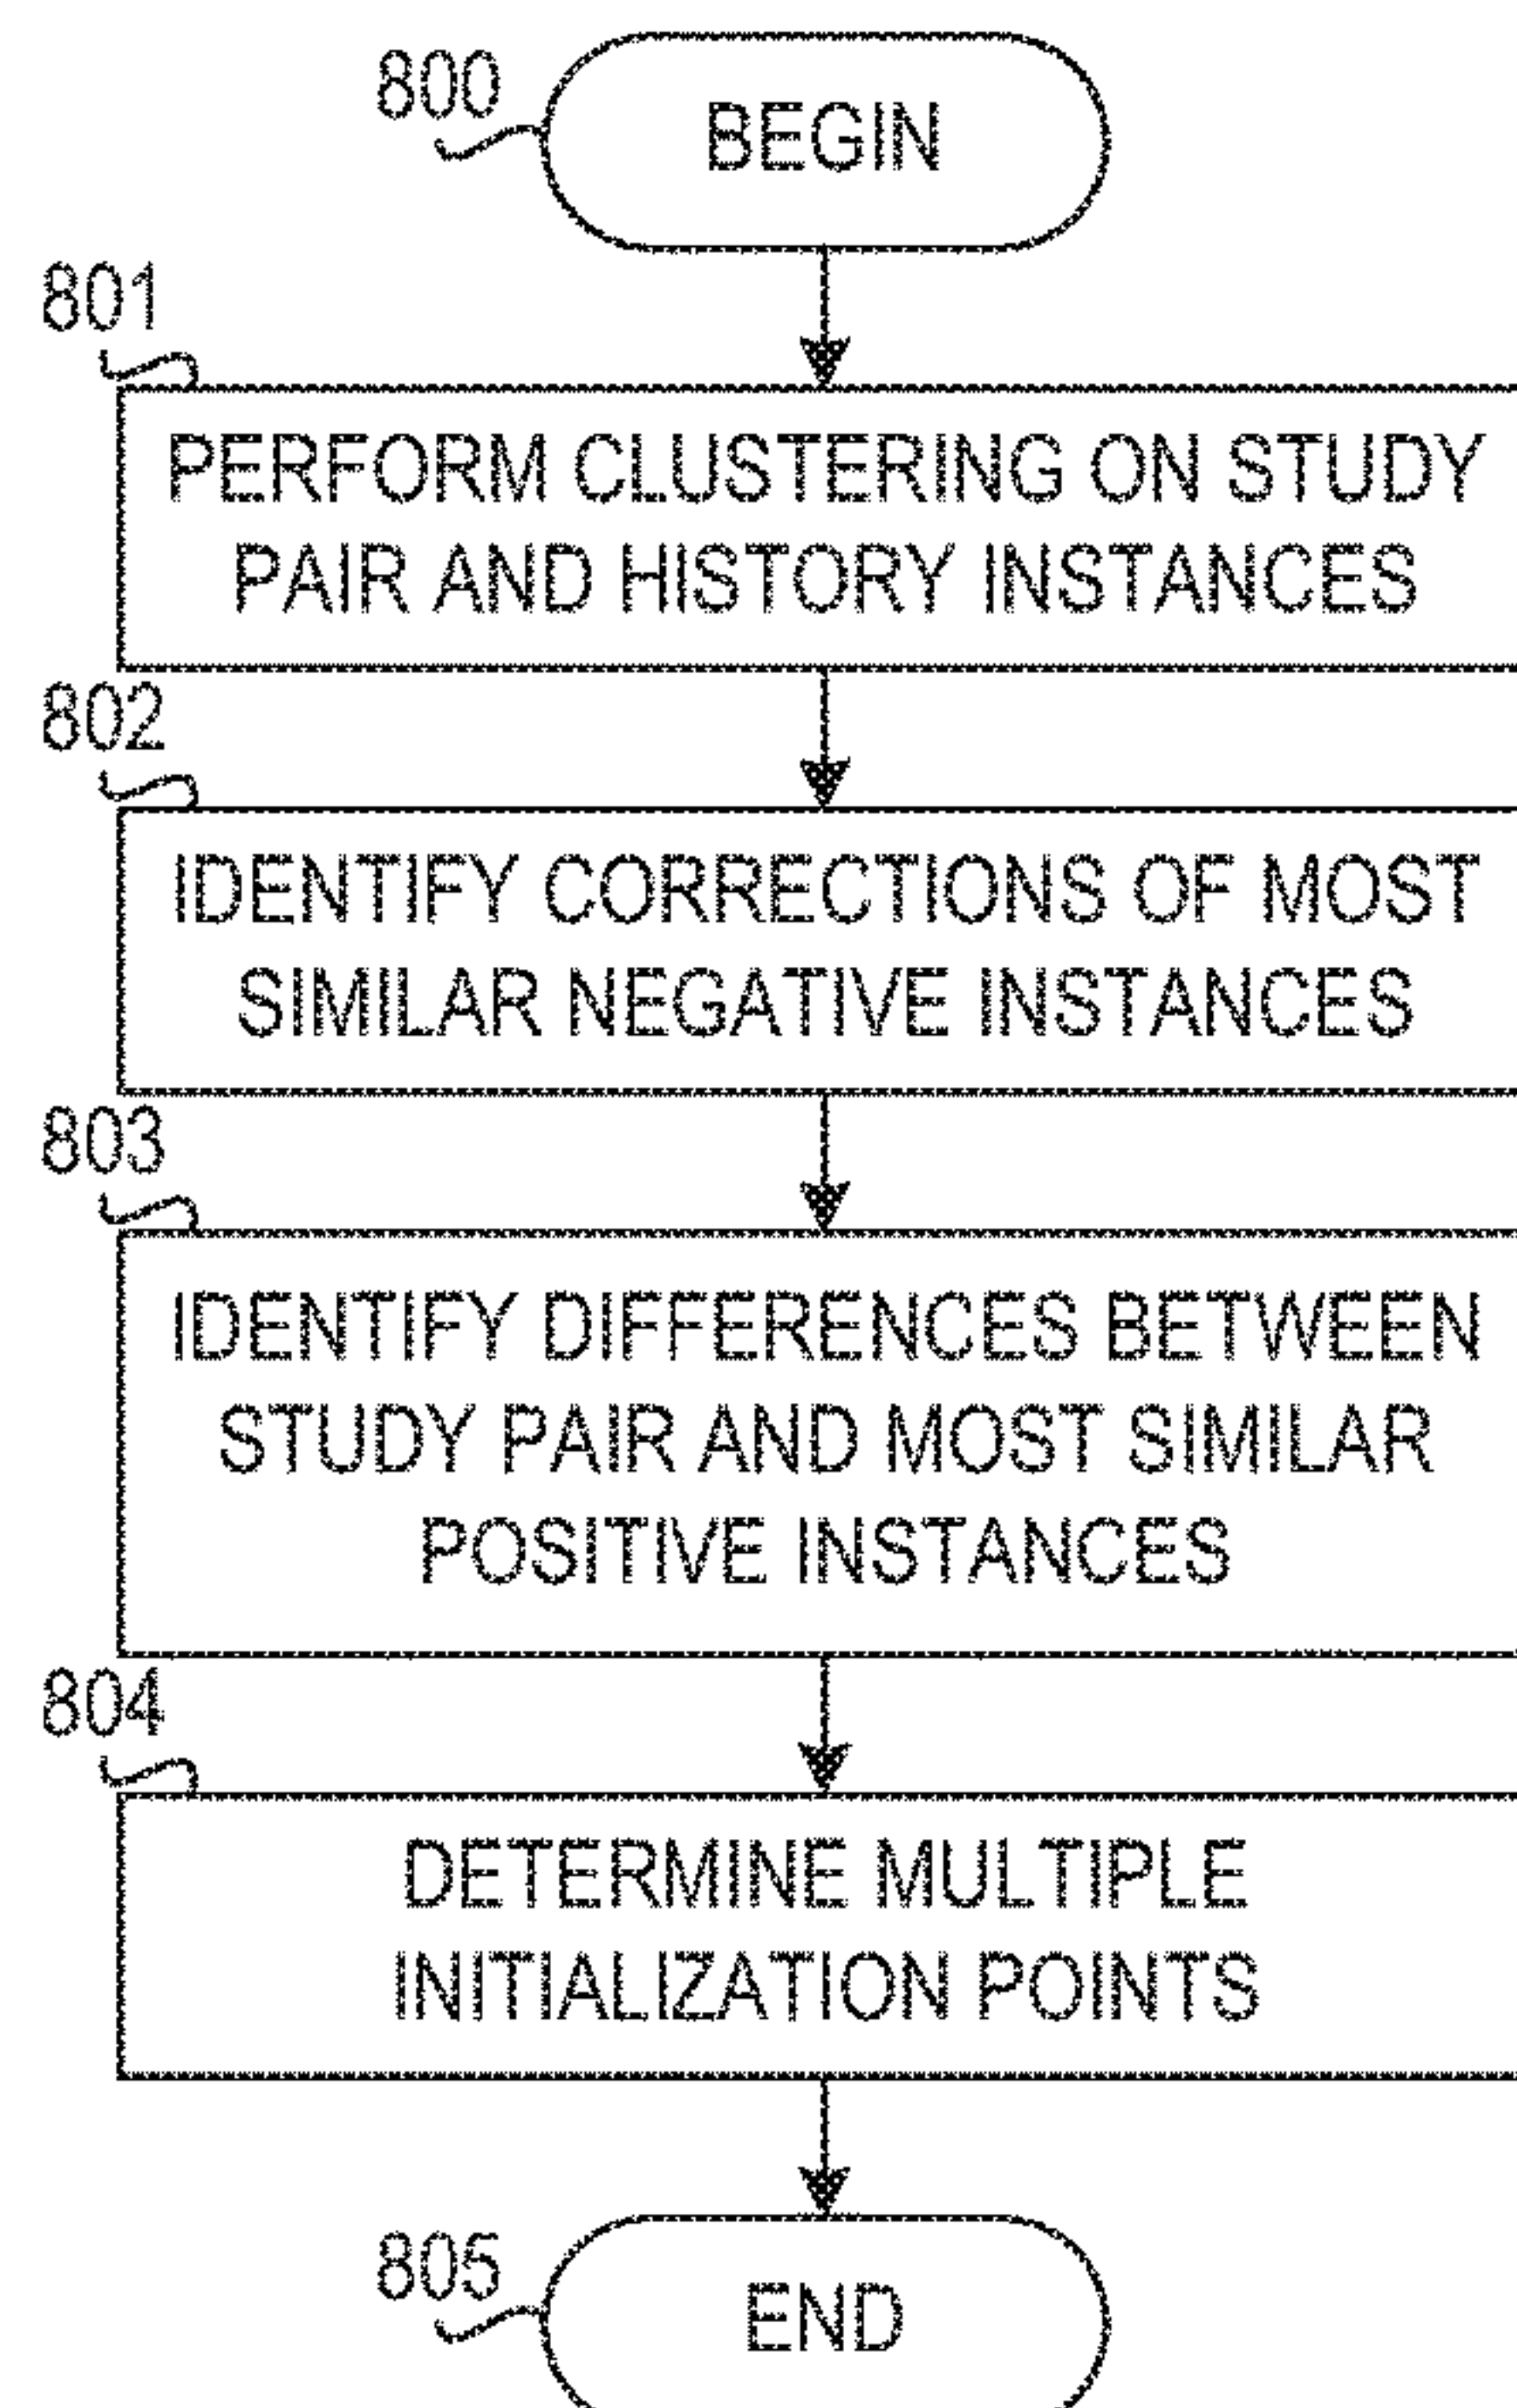 800
BEGIN
801
PERFORM CLUSTERING ON STUDY
PAIR AND HISTORY INSTANCES
802
IDENTIFY CORRECTIONS OF MOST
SIMILAR NEGATIVE INSTANCES
803
IDENTIFY DIFFERENCES BETWEEN
STUDY PAIR AND MOST SIMILAR
POSITIVE INSTANCES
804
DETERMINE MULTIPLE
INITIALIZATION POINTS
805
END